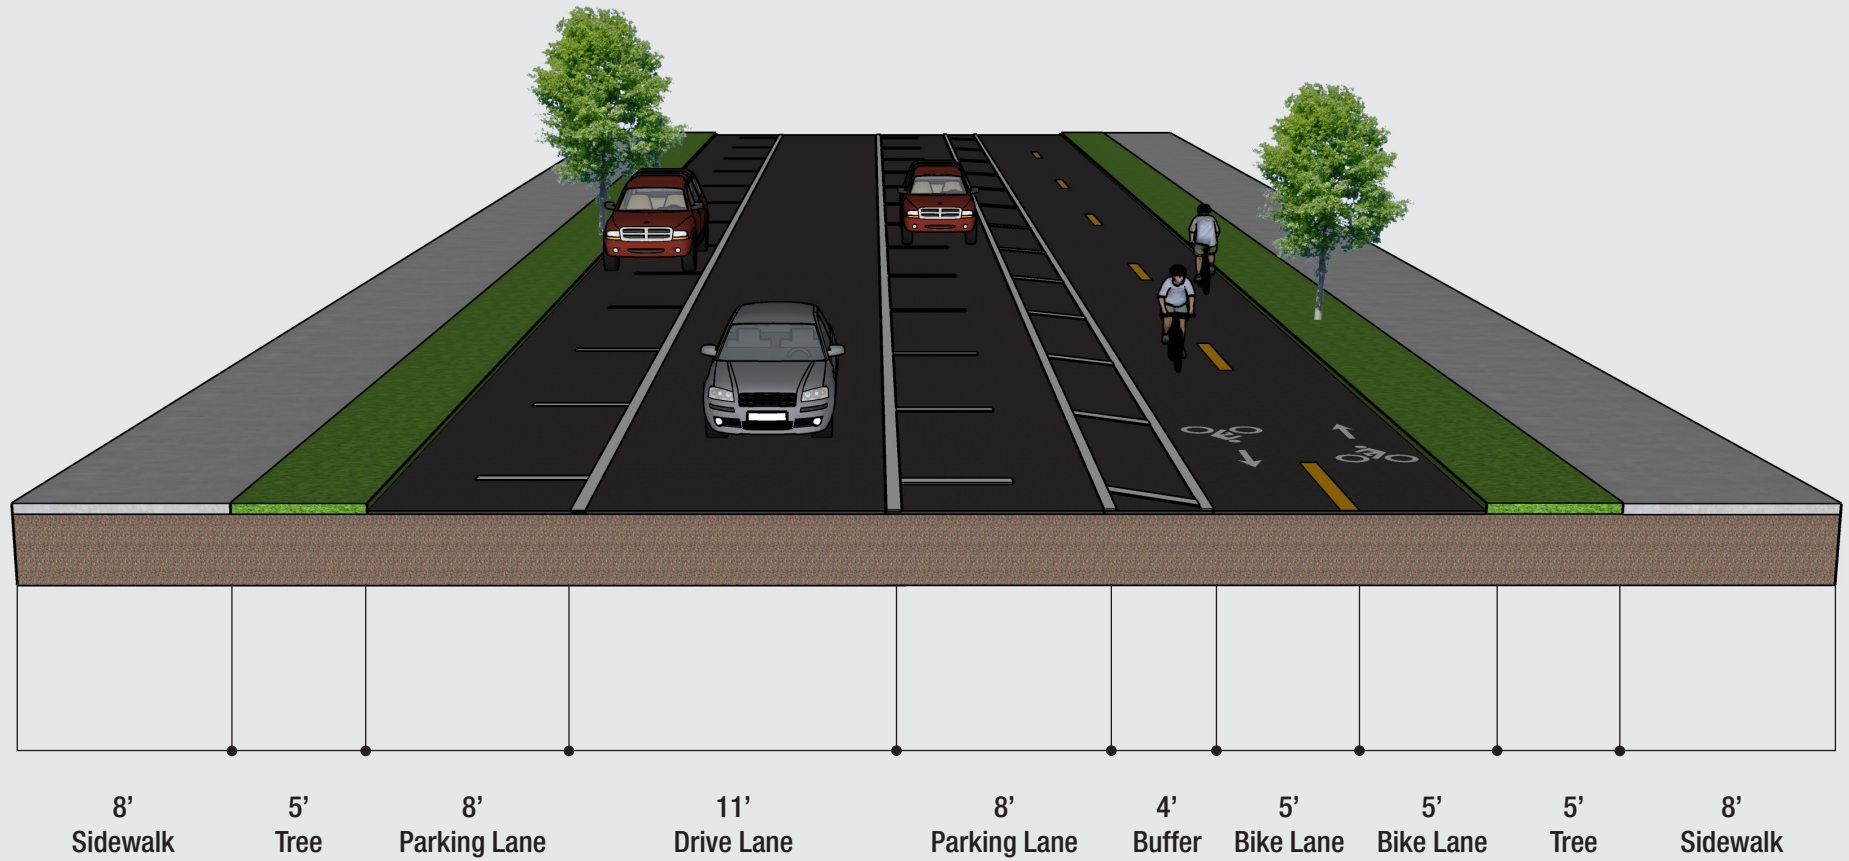 8’ 5’ 8’ 11’ 8’ 4’ 5’ 5’ 5’ 8’
Sidewalk Tree Parking Lane Drive Lane Parking Lane Buffer Bike Lane Bike Lane Tree Sidewalk